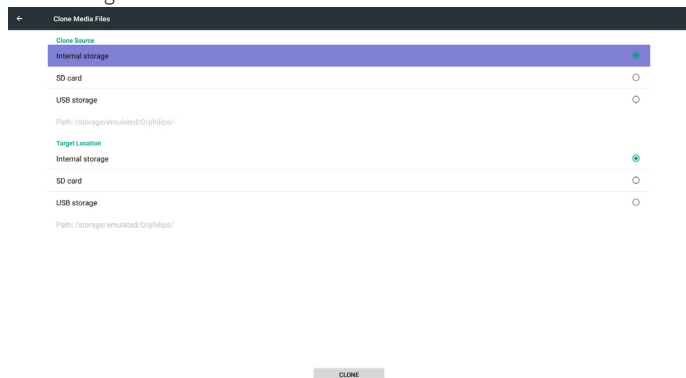 Clone Media Files
Clone Source
Internal storage
SD card
USB storage
Path: /storage/emulated/0/philips/
Target Location
Internal storage
SD card
USB storage
Path: /storage/emulated/0/philips/
CLONE